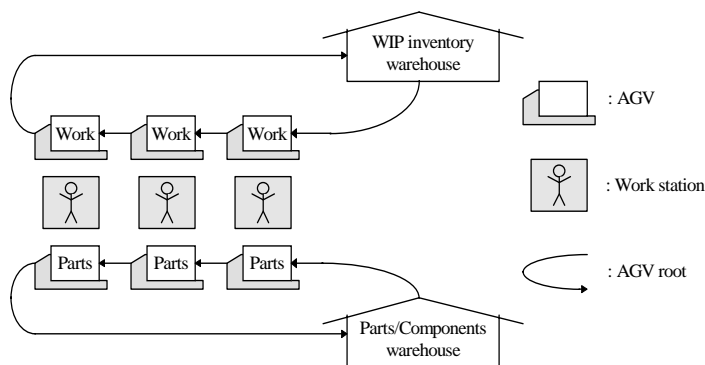 WIP inventory
warehouse
: AGV
Work Work Work
: Work station
Parts Parts Parts
: AGV root
Parts/Components
warehouse